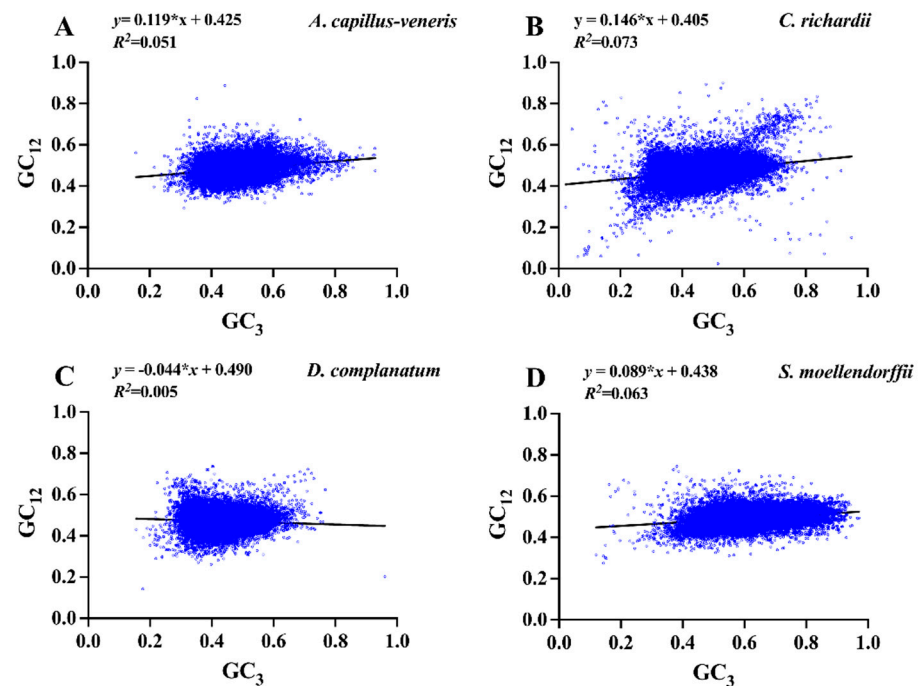 A y= 0.119*x + 0.425 A. capillus-veneris
R²=0.051
1.0
0.8
0.6
0.4
0.2
0.0
GC₁₂
0.0 0.2 0.4 0.6 0.8 1.0
GC₃
B y = 0.146*x + 0.405 C. richardii
R²=0.073
1.0
0.8
0.6
0.4
0.2
0.0
GC₁₂
0.0 0.2 0.4 0.6 0.8 1.0
GC₃
C y = -0.044*x + 0.490 D. complanatum
R²=0.005
1.0
0.8
0.6
0.4
0.2
0.0
GC₁₂
0.0 0.2 0.4 0.6 0.8 1.0
GC₃
D y = 0.089*x + 0.438 S. moellendorffii
R²=0.063
1.0
0.8
0.6
0.4
0.2
0.0
GC₁₂
0.0 0.2 0.4 0.6 0.8 1.0
GC₃